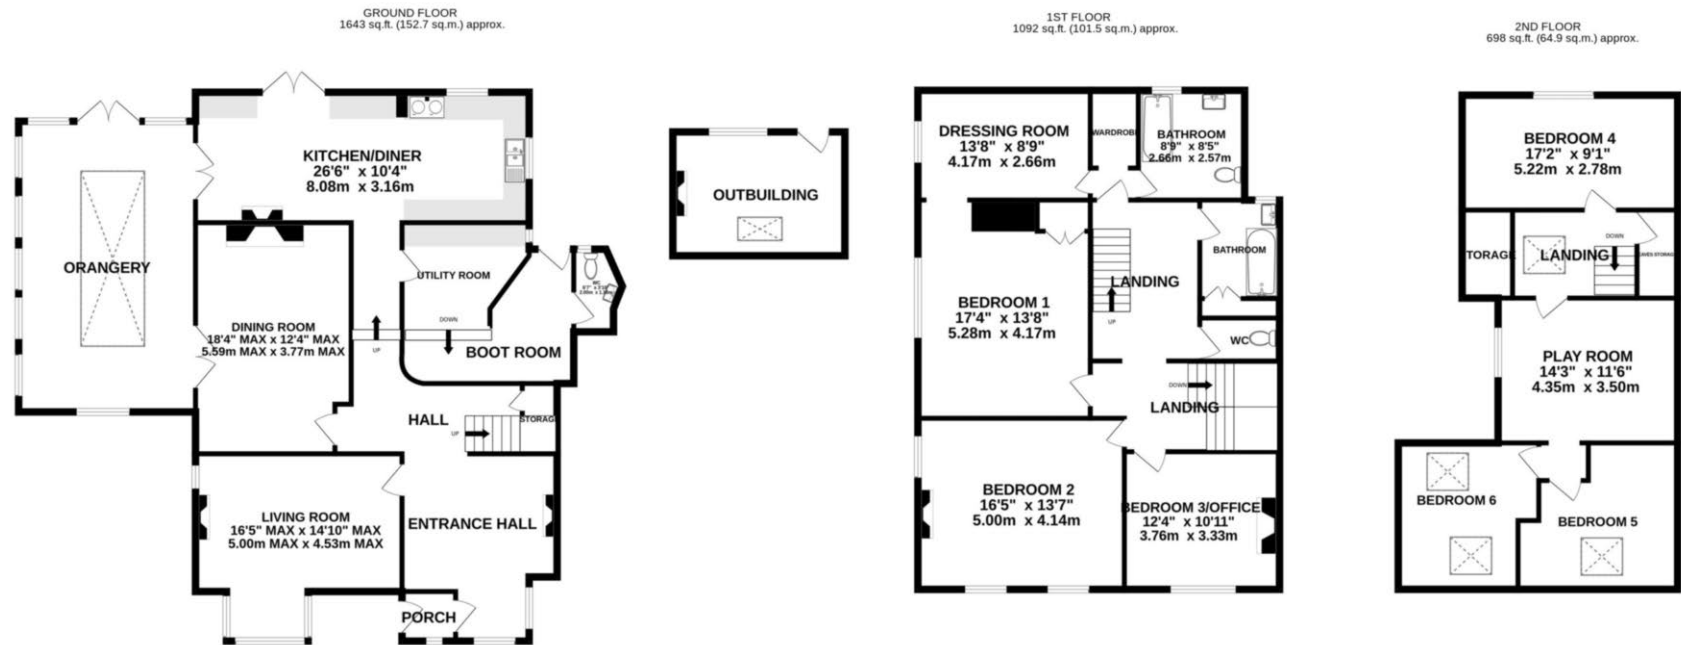 GROUND FLOOR
1643 sq.ft. (152.7 sq.m.) approx.
KITCHEN/DINER
26'6" x 10'4"
8.08m x 3.16m
ORANGERY
DINING ROOM
18'4" MAX x 12'4" MAX
5.59m MAX x 3.77m MAX
UTILITY ROOM
DOWN
WC
UP
BOOT ROOM
HALL
STORAG
UP
LIVING ROOM
16'5" MAX x 14'10" MAX
5.00m MAX x 4.53m MAX
ENTRANCE HALL
PORCH
OUTBUILDING
1ST FLOOR
1092 sq.ft. (101.5 sq.m.) approx.
DRESSING ROOM
13'8" x 8'9"
4.17m x 2.66m
WARDROBE
BATHROOM
8'9" x 8'5"
2.66m x 2.57m
BATHROOM
LANDING
UP
BEDROOM 1
17'4" x 13'8"
5.28m x 4.17m
WC
DOWN
LANDING
BEDROOM 2
16'5" x 13'7"
5.00m x 4.14m
BEDROOM 3/OFFICE
12'4" x 10'11"
3.76m x 3.33m
2ND FLOOR
698 sq.ft. (64.9 sq.m.) approx.
BEDROOM 4
17'2" x 9'1"
5.22m x 2.78m
DOWN
TORAGE
LANDING
PLAY ROOM
14'3" x 11'6"
4.35m x 3.50m
BEDROOM 6
BEDROOM 5